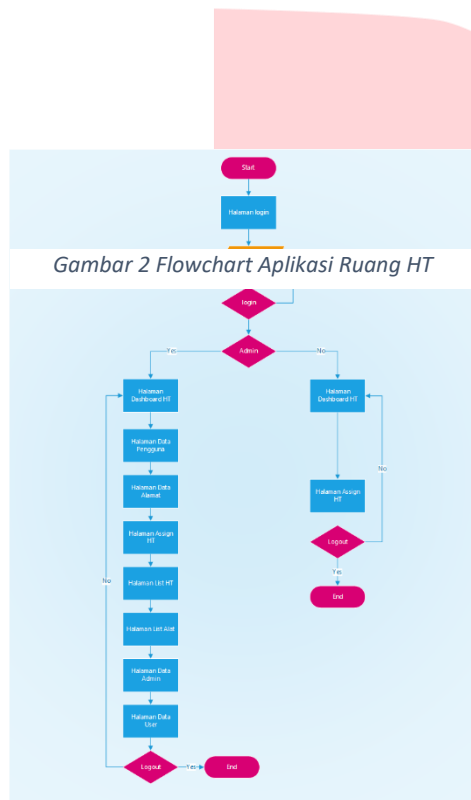 Start
Halaman login
Gambar 2 Flowchart Aplikasi Ruang HT
login
Admin
Yes
No
Halaman
Dashboard HT
Halaman
Dashboard HT
Halaman Data
Pengguna
Halaman Data
Alamat
Halaman Assign
HT
Halaman List HT
Halaman List Alat
Halaman Data
Admin
Halaman Data
User
No
Logout
Yes
End
No
Halaman Assign
HT
Logout
Yes
End